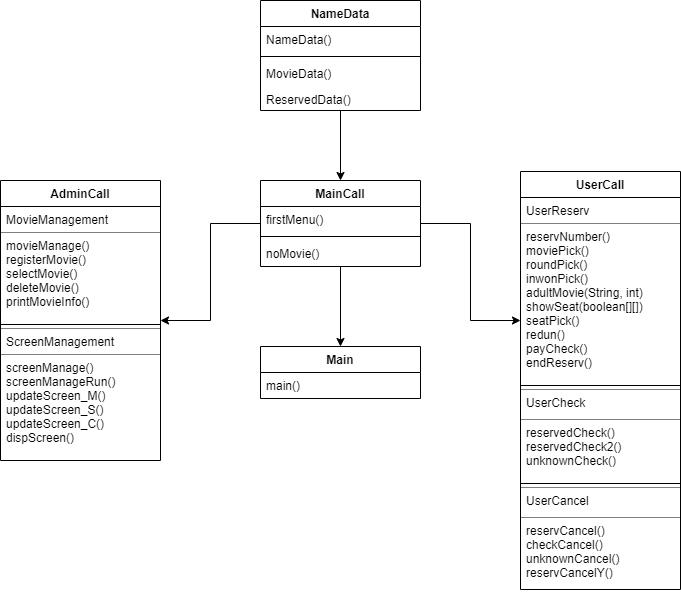 NameData
NameData()
MovieData()
ReservedData()
AdminCall
MovieManagement
movieManage()
registerMovie()
selectMovie()
deleteMovie()
printMovieInfo()
ScreenManagement
screenManage()
screenManageRun()
updateScreen_M()
updateScreen_S()
updateScreen_C()
dispScreen()
MainCall
firstMenu()
noMovie()
Main
main()
UserCall
UserReserv
reservNumber()
moviePick()
roundPick()
inwonPick()
adultMovie(String, int)
showSeat(boolean[][])
seatPick()
redun()
payCheck()
endReserv()
UserCheck
reservedCheck()
reservedCheck2()
unknownCheck()
UserCancel
reservCancel()
checkCancel()
unknownCancel()
reservCancelY()